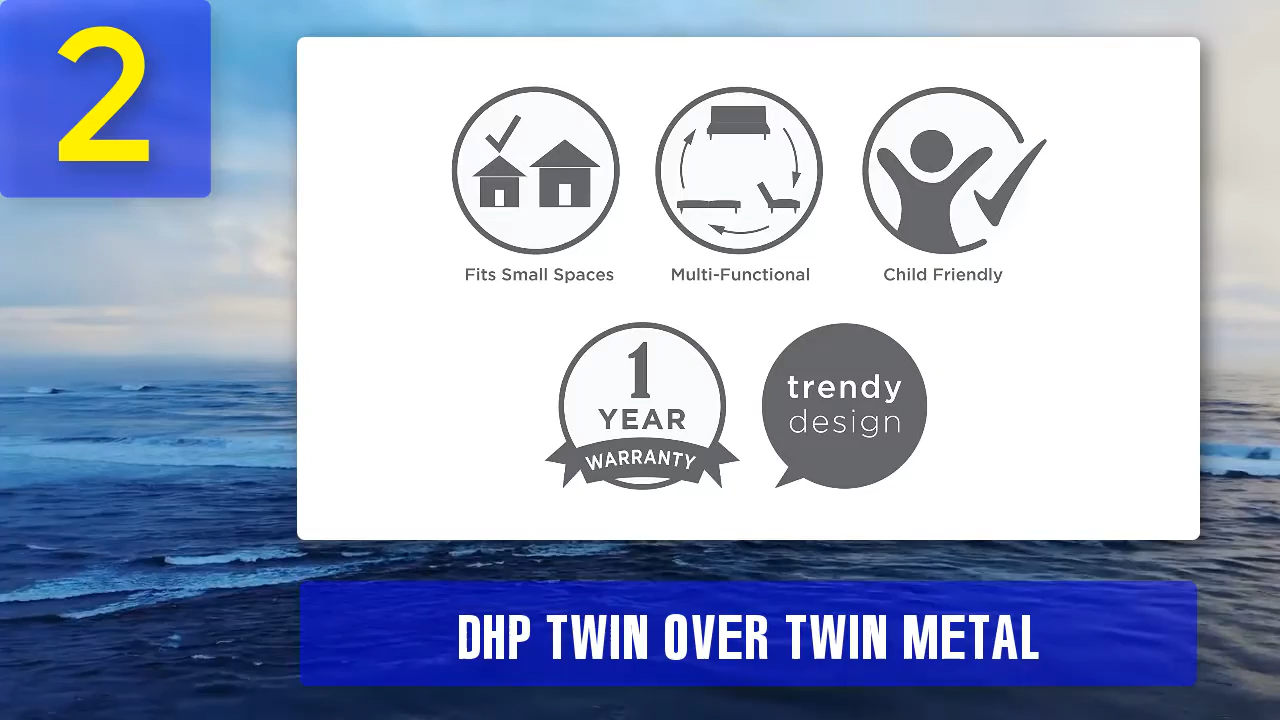 2
Fits Small Spaces
Multi-Functional
Child Friendly
1
YEAR
WARRANTY
trendy
design
DHP TWIN OVER TWIN METAL